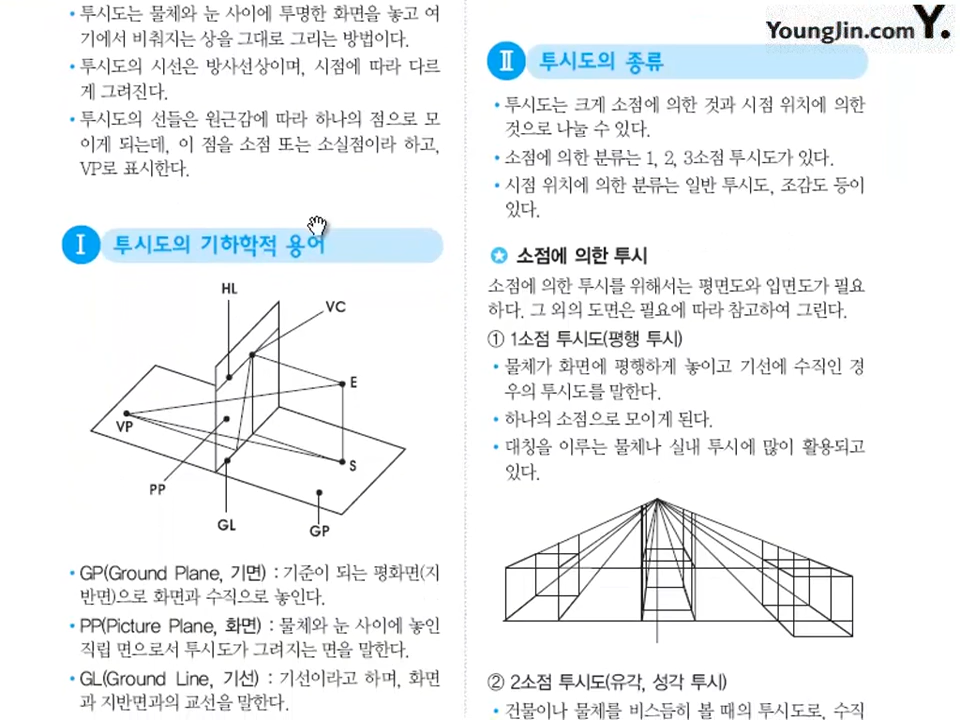 • 투시도는 물체와 눈 사이에 투명한 화면을 놓고 여
기에서 비춰지는 상을 그대로 그리는 방법이다.
• 투시도의 시선은 방사선상이며, 시점에 따라 다르
게 그려진다.
• 투시도의 선들은 원근감에 따라 하나의 점으로 모
이게 되는데, 이 점을 소점 또는 소실점이라 하고,
VP로 표시한다.
Ⅰ 투시도의 기하학적 용어
HL
VC
E
VP
S
PP
GL
GP
• GP(Ground Plane, 기면) : 기준이 되는 평화면(지
반면)으로 화면과 수직으로 놓인다.
• PP(Picture Plane, 화면) : 물체와 눈 사이에 놓인
직립 면으로서 투시도가 그려지는 면을 말한다.
• GL(Ground Line, 기선) : 기선이라고 하며, 화면
과 지반면과의 교선을 말한다.
YoungJin.com Y.
Ⅱ 투시도의 종류
• 투시도는 크게 소점에 의한 것과 시점 위치에 의한
것으로 나눌 수 있다.
• 소점에 의한 분류는 1, 2, 3소점 투시도가 있다.
• 시점 위치에 의한 분류는 일반 투시도, 조감도 등이
있다.
소점에 의한 투시
소점에 의한 투시를 위해서는 평면도와 입면도가 필요
하다. 그 외의 도면은 필요에 따라 참고하여 그린다.
① 1소점 투시도(평행 투시)
• 물체가 화면에 평행하게 놓이고 기선에 수직인 경
우의 투시도를 말한다.
• 하나의 소점으로 모이게 된다.
• 대칭을 이루는 물체나 실내 투시에 많이 활용되고
있다.
② 2소점 투시도(유각, 성각 투시)
• 건물이나 물체를 비스듬히 볼 때의 투시도로, 수직